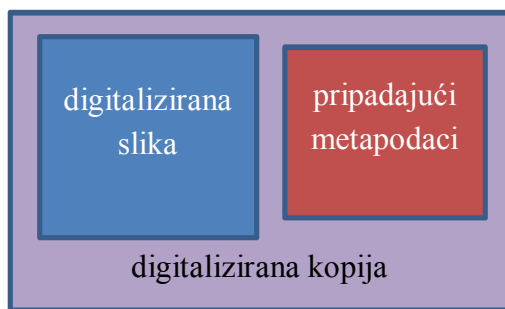 digitalizirana
slika
pripadajući
metapodaci
digitalizirana kopija